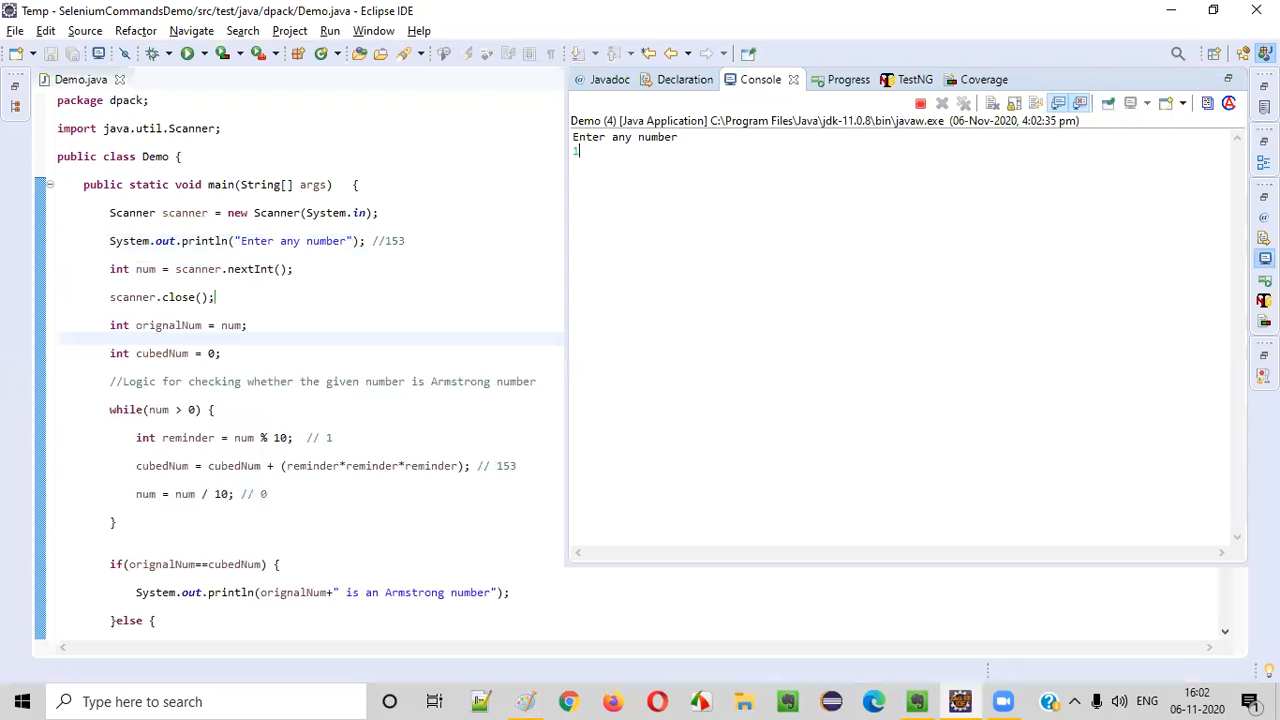 Temp - SeleniumCommandsDemo/src/test/java/dpack/Demo.java - Eclipse IDE
File Edit Source Refactor Navigate Search Project Run Window Help
Demo.java
Javadoc Declaration Console Progress TestNG Coverage
Demo (4) [Java Application] C:\Program Files\Java\jdk-11.0.8\bin\javaw.exe (06-Nov-2020, 4:02:35 pm)
Enter any number
1
package dpack;
import java.util.Scanner;
public class Demo {
public static void main(String[] args) {
Scanner scanner = new Scanner(System.in);
System.out.println("Enter any number"); //153
int num = scanner.nextInt();
scanner.close();
int orignalNum = num;
int cubedNum = 0;
//Logic for checking whether the given number is Armstrong number
while(num > 0) {
int reminder = num % 10; // 1
cubedNum = cubedNum + (reminder*reminder*reminder); // 153
num = num / 10; // 0
}
if(orignalNum==cubedNum) {
System.out.println(orignalNum+" is an Armstrong number");
}else {
Type here to search
ENG
16:02
06-11-2020